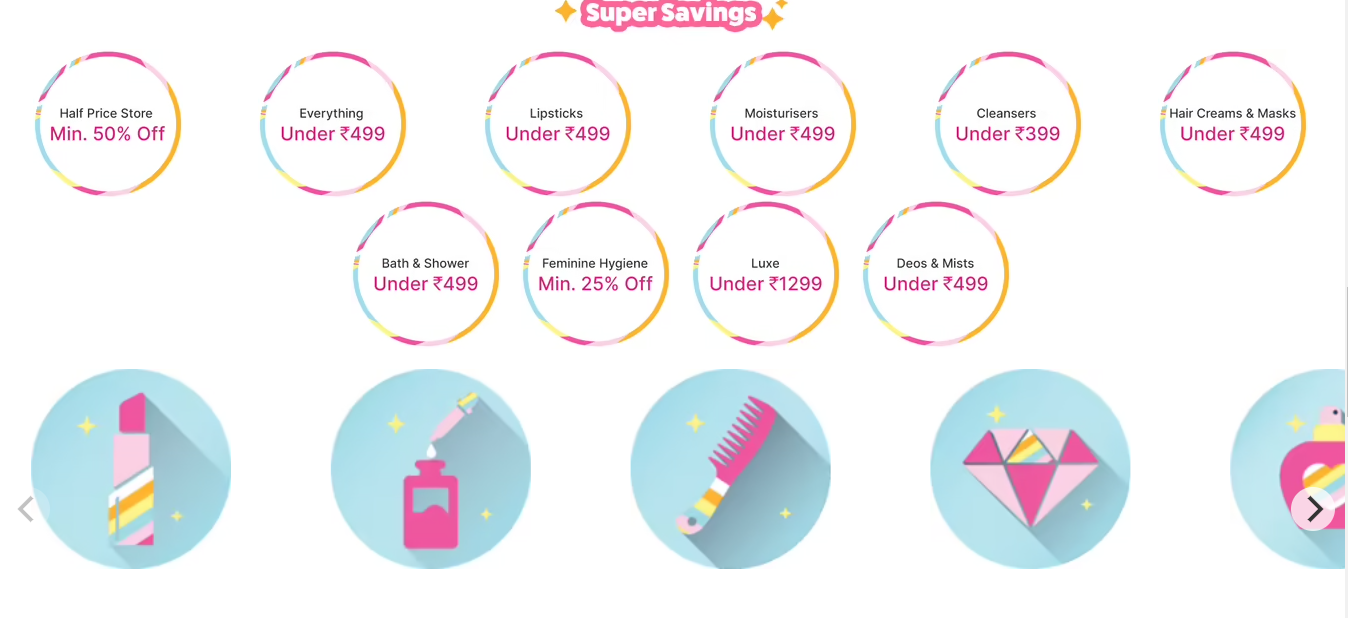 Super Savings
Half Price Store
Min. 50% Off
Everything
Under ₹499
Lipsticks
Under ₹499
Moisturisers
Under ₹499
Cleansers
Under ₹399
Hair Creams & Masks
Under ₹499
Bath & Shower
Under ₹499
Feminine Hygiene
Min. 25% Off
Luxe
Under ₹1299
Deos & Mists
Under ₹499